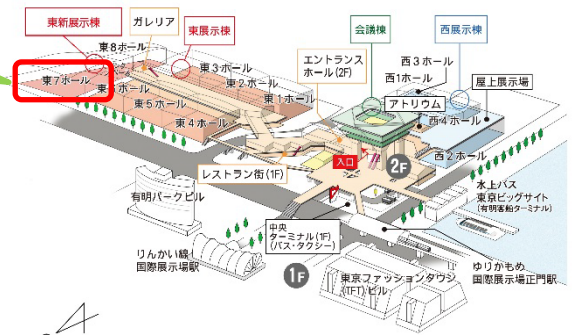 東新展示棟
ガレリア
東展示棟
会議棟
西展示棟
東8ホール
東7ホール
東6ホール
東5ホール
東4ホール
東3ホール
東2ホール
東1ホール
エントランス
ホール(2F)
西3ホール
西1ホール
屋上展示場
アトリウム
西4ホール
西2ホール
入口
2F
レストラン街(1F)
有明パークビル
水上バス
東京ビッグサイト
(有明客船ターミナル)
中央
ターミナル(1F)
(バス・タクシー)
りんかい線
国際展示場駅
1F
東京ファッションタウン
(TFT)ビル
ゆりかもめ
国際展示場正門駅